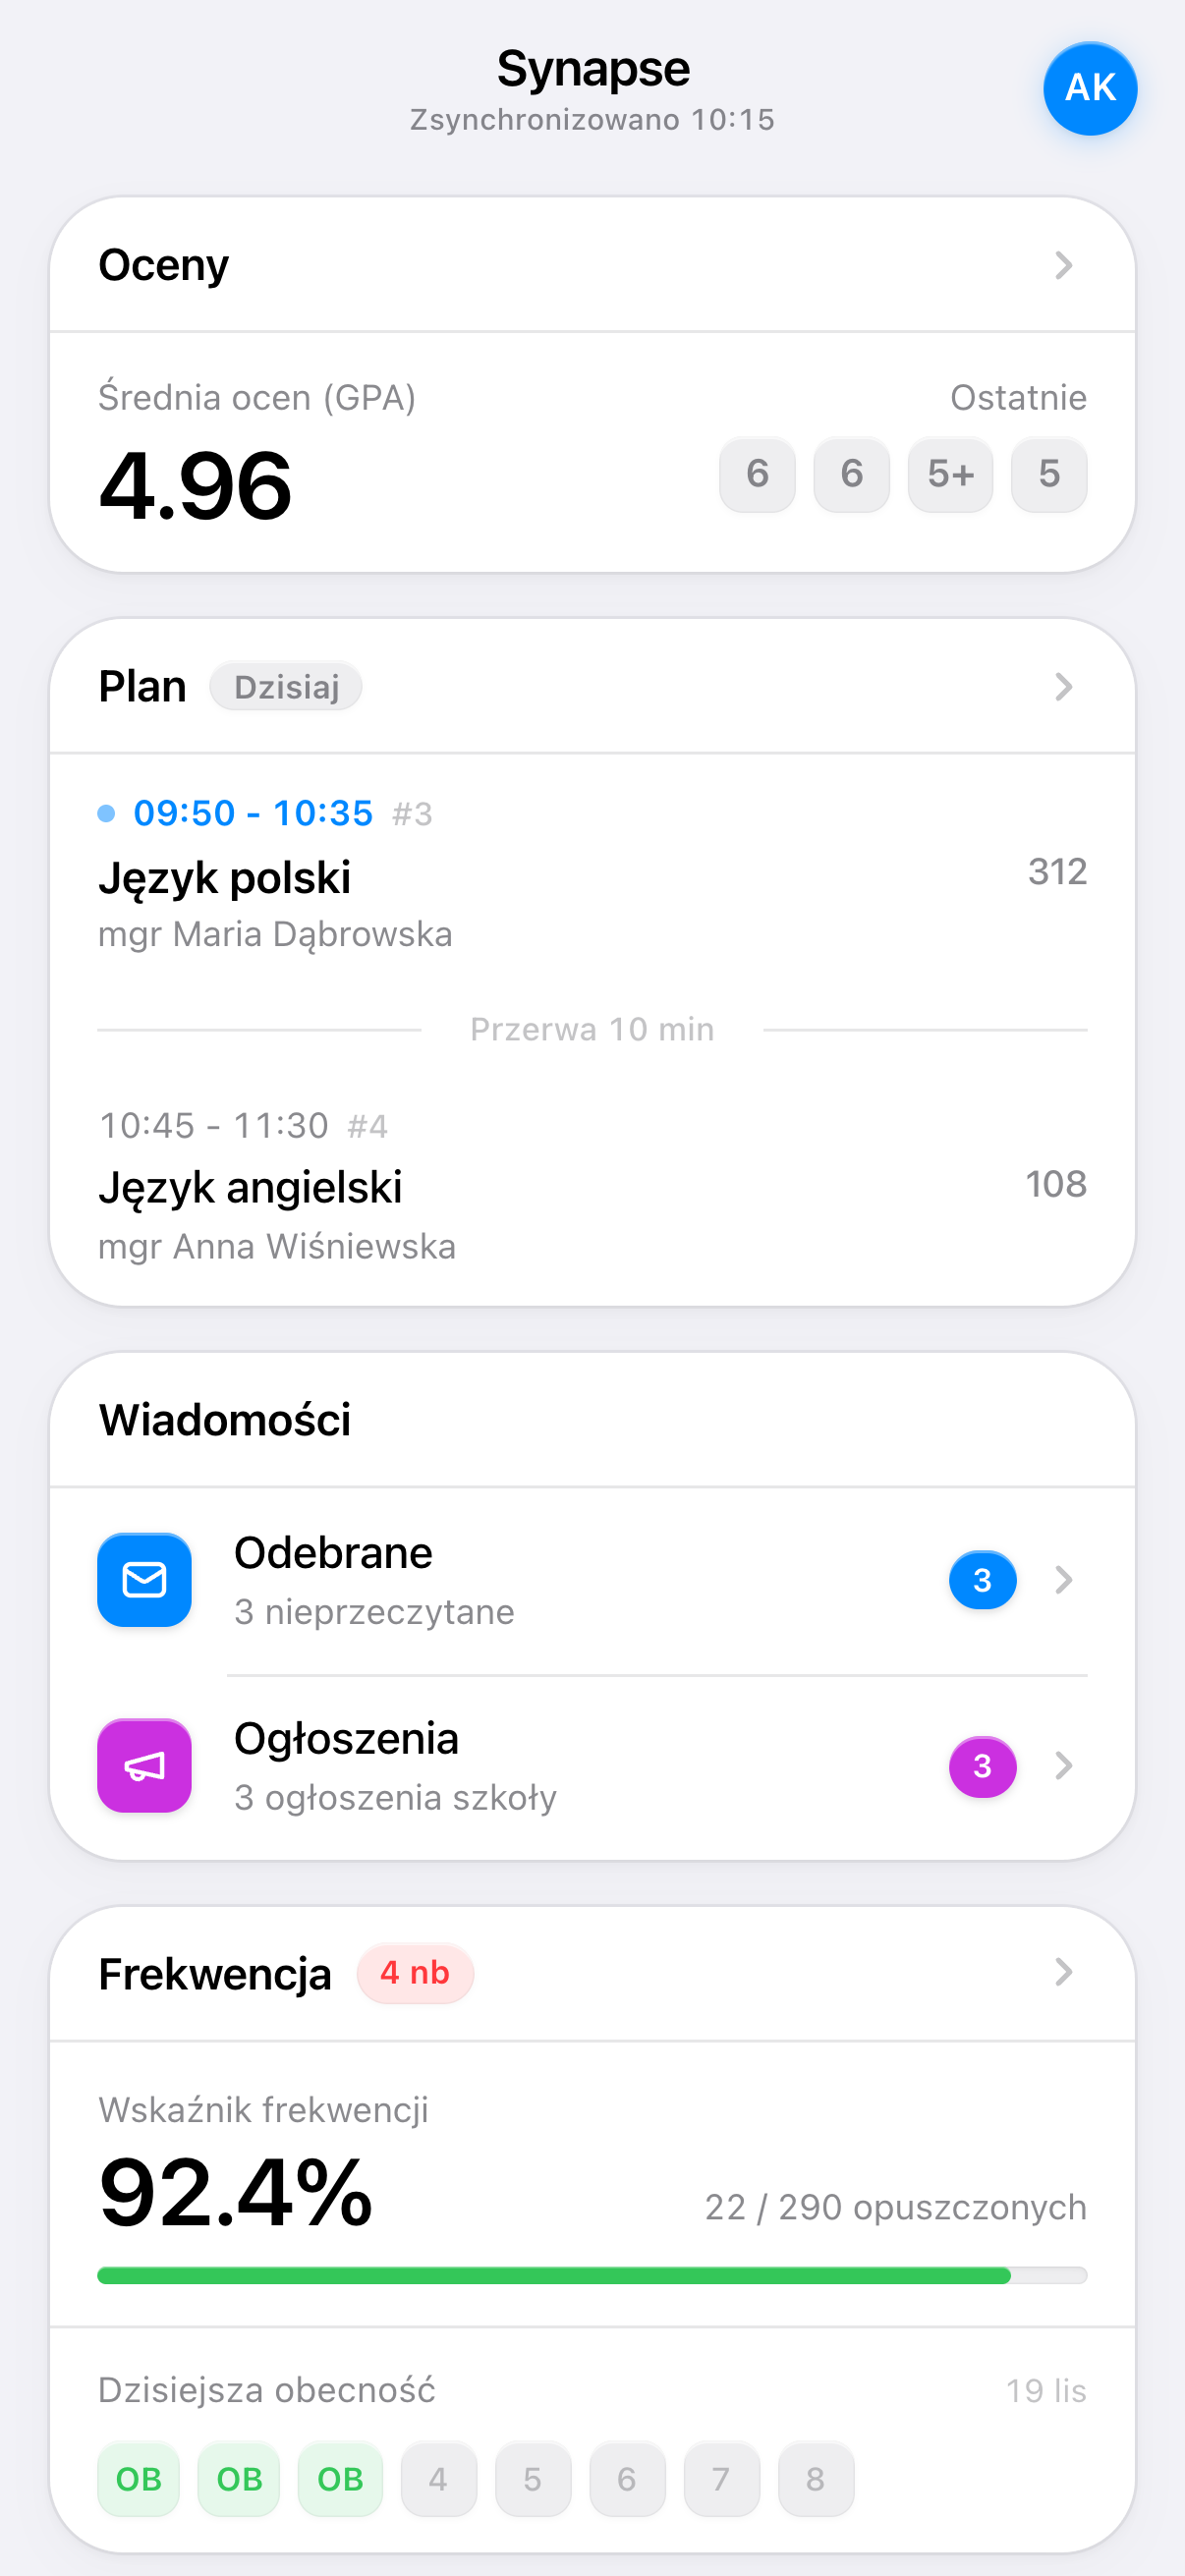 Synapse
Zsynchronizowano 10:15
AK
Oceny
Średnia ocen (GPA)
Ostatnie
4.96
6 6 5+ 5
Plan Dzisiaj
09:50 - 10:35 #3
Język polski
312
mgr Maria Dąbrowska
Przerwa 10 min
10:45 - 11:30 #4
Język angielski
108
mgr Anna Wiśniewska
Wiadomości
Odebrane
3 nieprzeczytane
3
Ogłoszenia
3 ogłoszenia szkoły
3
Frekwencja 4 nb
Wskaźnik frekwencji
92.4%
22 / 290 opuszczonych
Dzisiejsza obecność
19 lis
OB OB OB 4 5 6 7 8